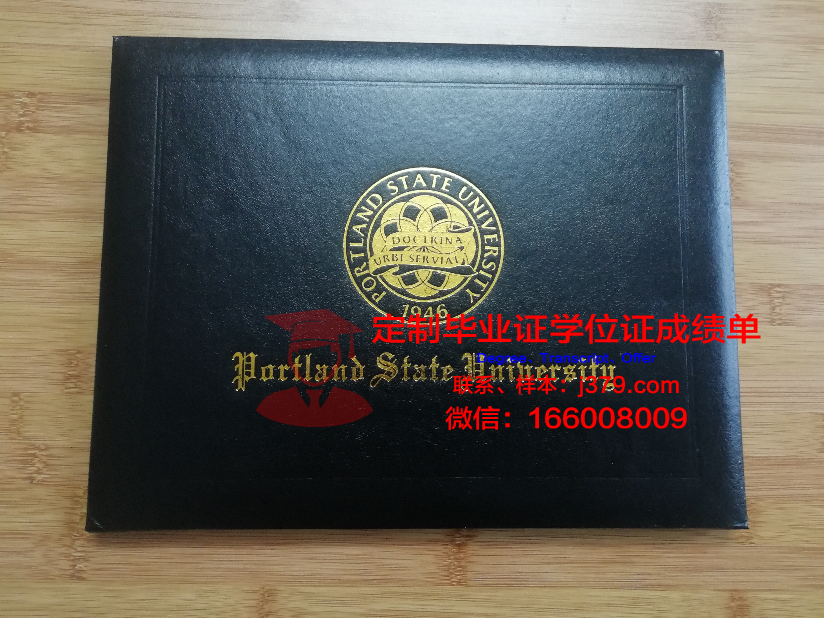 PORTLAND STATE UNIVERSITY
DOCTRINA
URBI SERVIAT
1946
定制毕业证学位证成绩单
Degree、Transcript、Offer
Portland State University
联系、样本：j379.com
微信：166008009